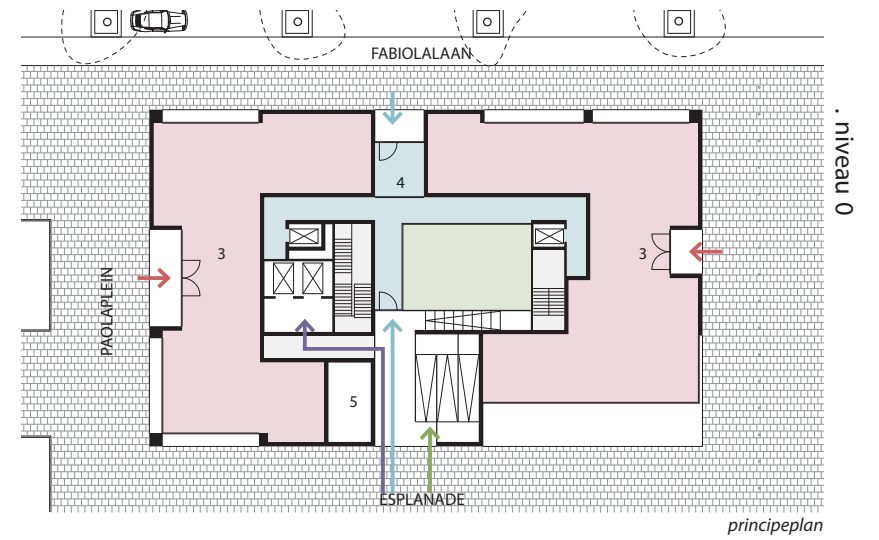 FABIOLALAAN
. niveau 0
4
3
3
PAOLAPLEIN
5
ESPLANADE
principeplan